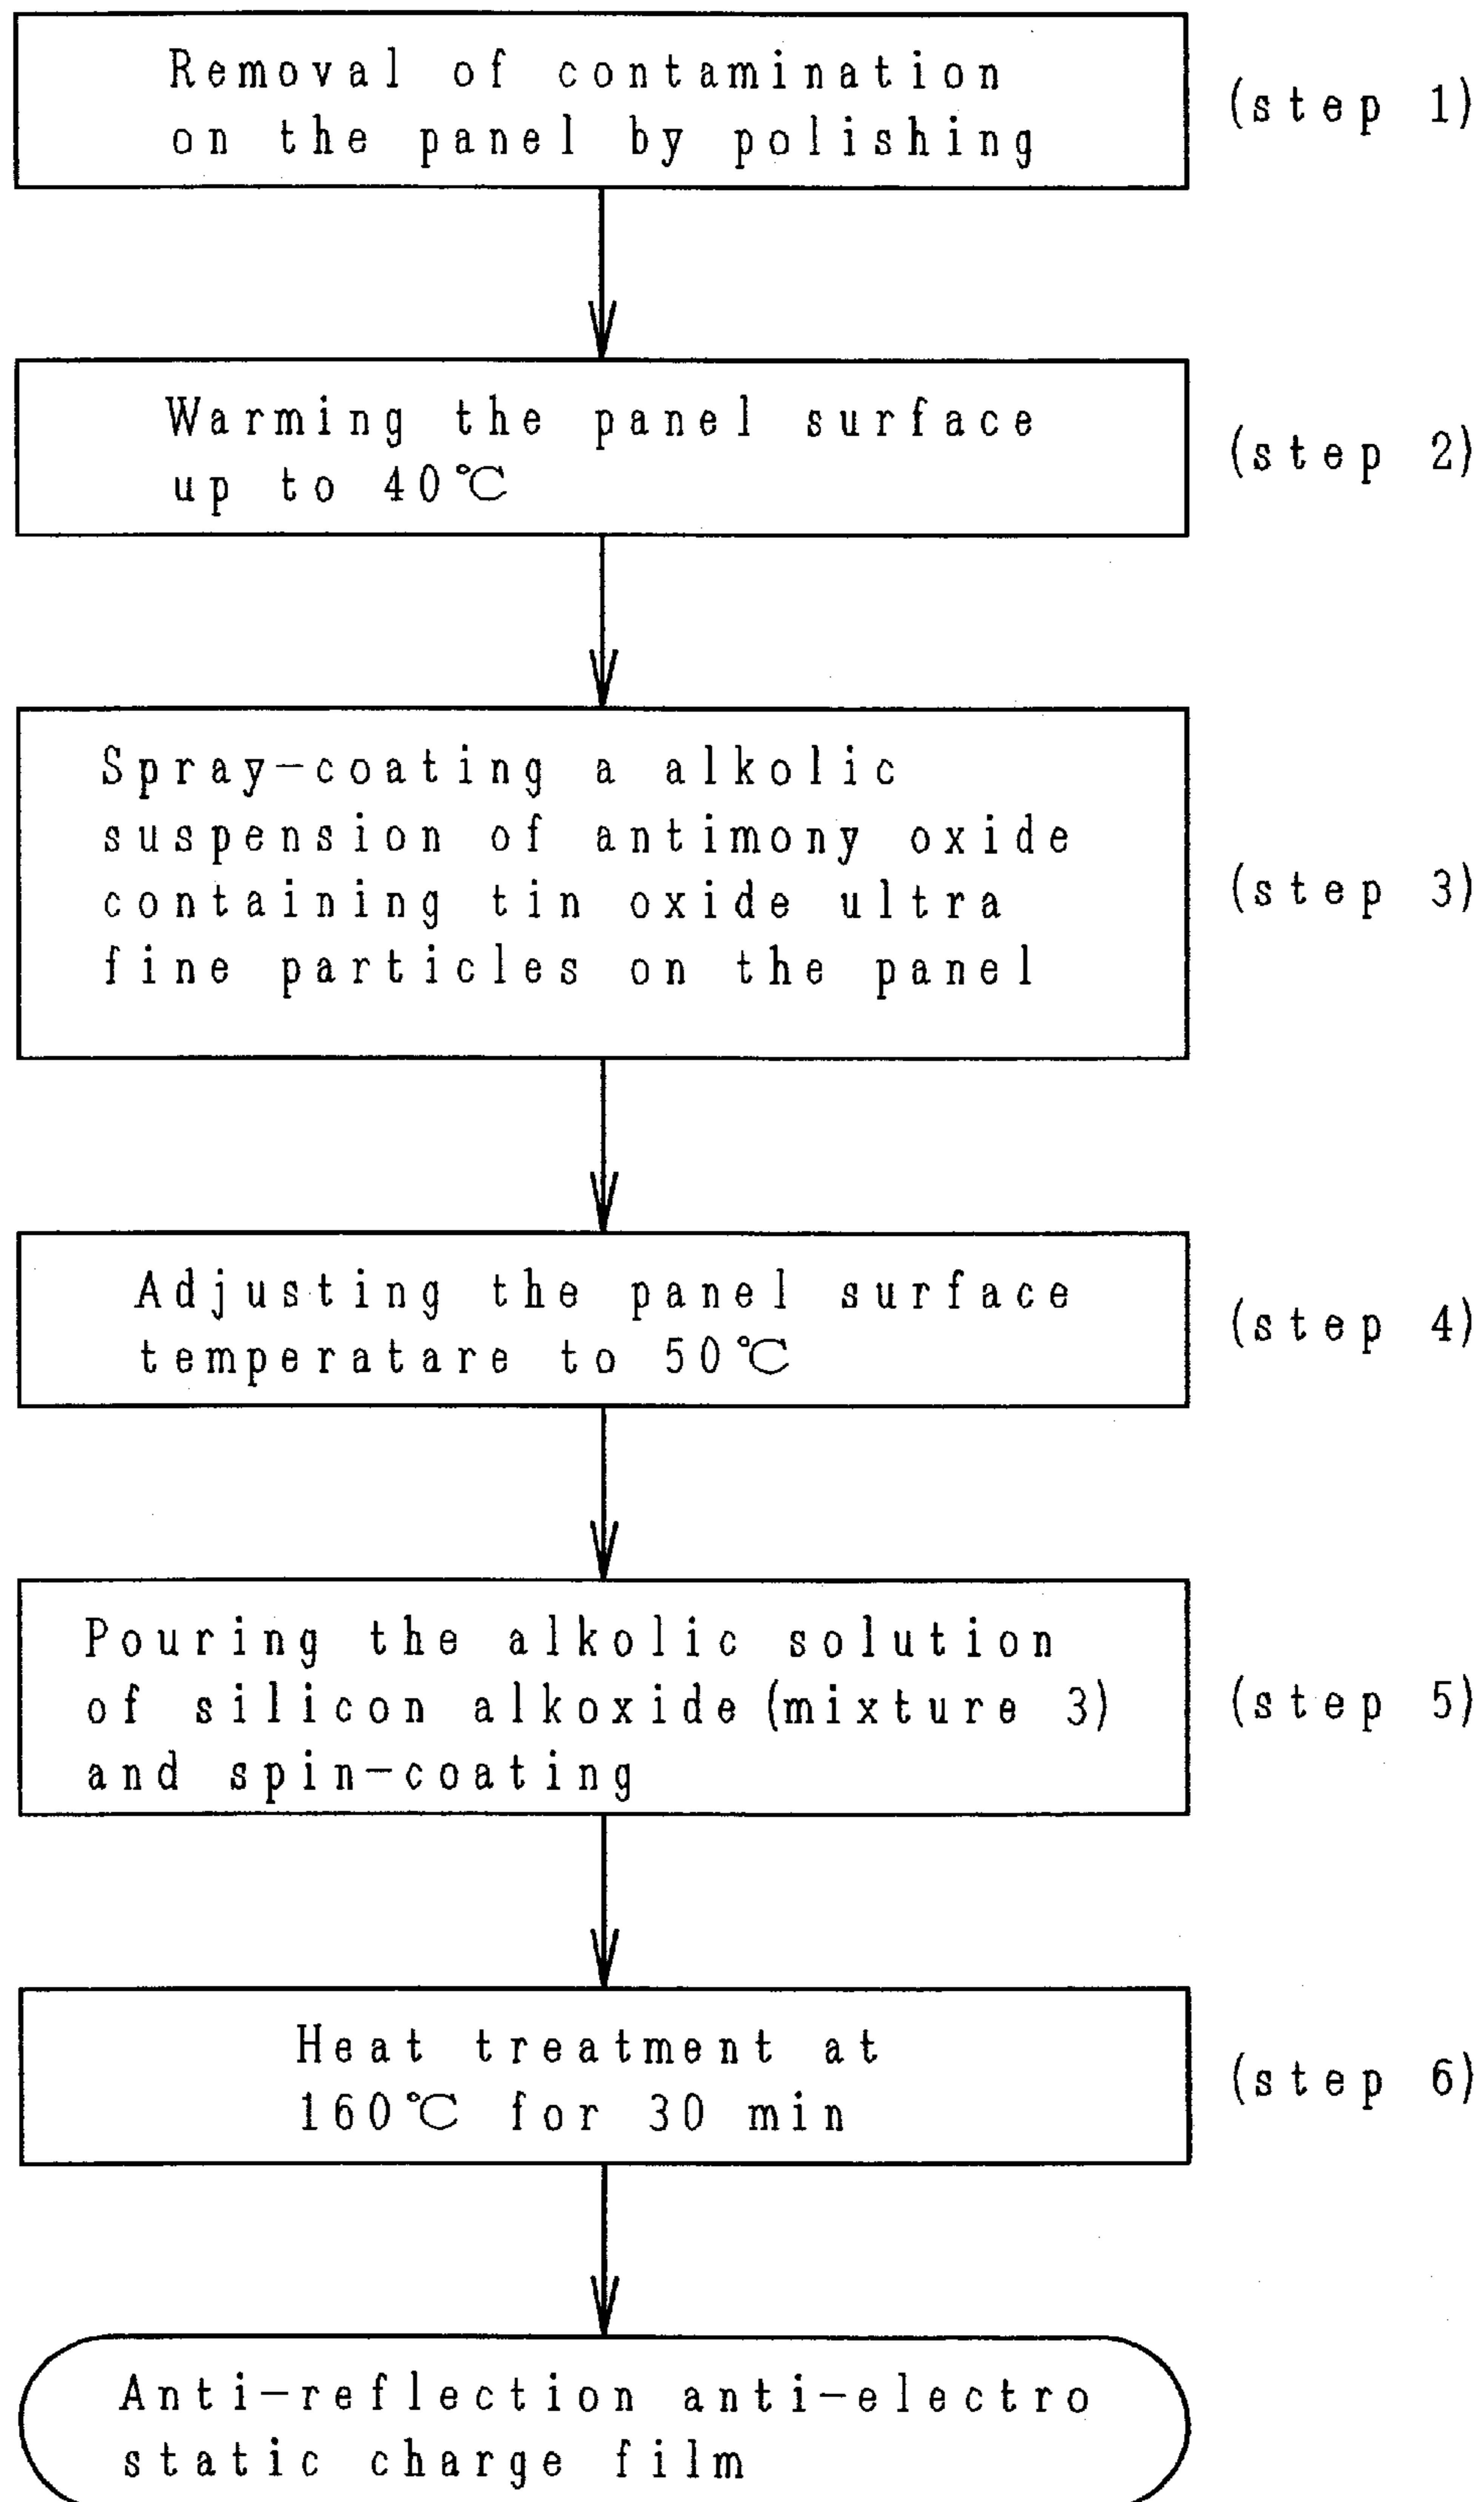 Removal of contamination
on the panel by polishing
(step 1)
Warming the panel surface
up to 40℃
(step 2)
Spray-coating a alkolic
suspension of antimony oxide
containing tin oxide ultra
fine particles on the panel
(step 3)
Adjusting the panel surface
temperatare to 50℃
(step 4)
Pouring the alkolic solution
of silicon alkoxide(mixture 3)
and spin-coating
(step 5)
Heat treatment at
160℃ for 30 min
(step 6)
Anti-reflection anti-electro
static charge film